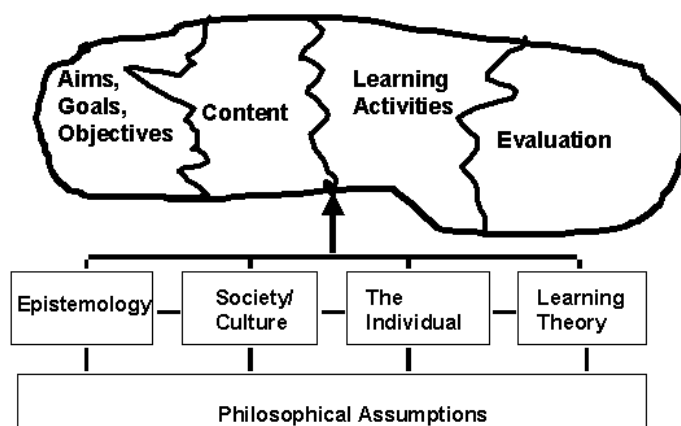 Aims,
Goals,
Objectives
Content
Learning
Activities
Evaluation
Epistemology
Society/
Culture
The
Individual
Learning
Theory
Philosophical Assumptions